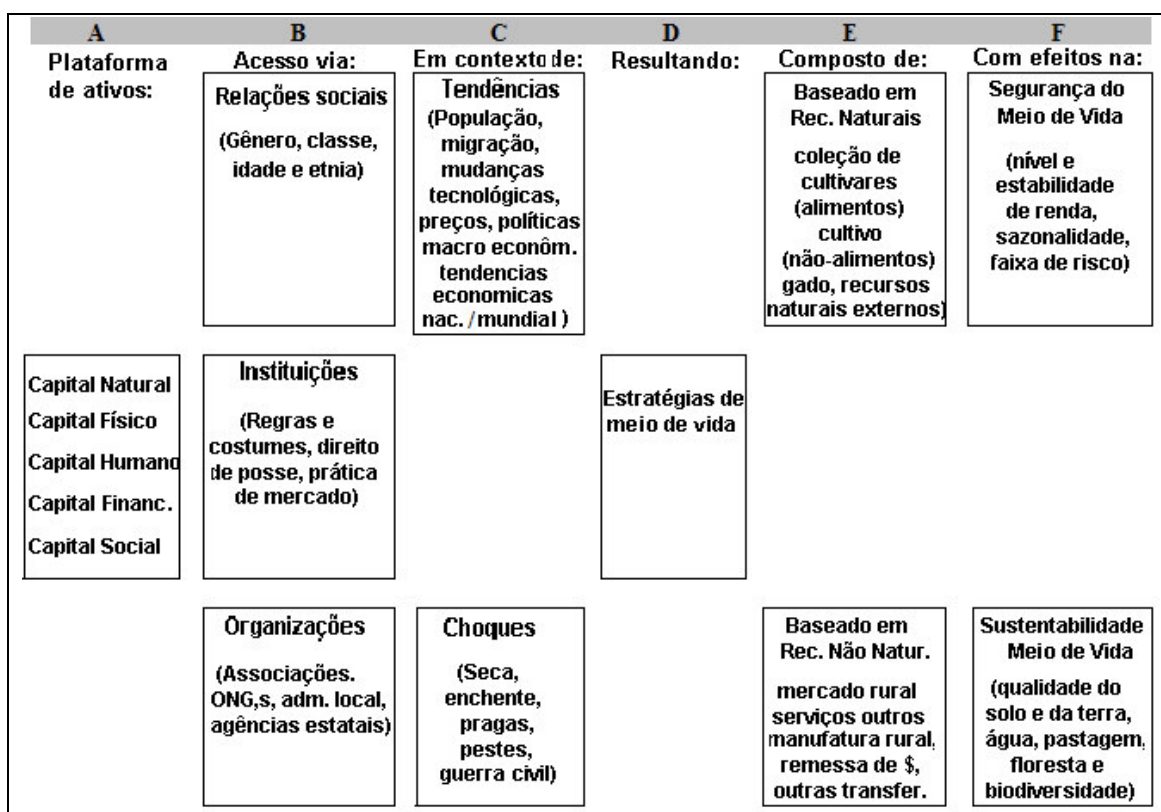 A B C D E F
Plataforma
de ativos:
Acesso via:
Em contexto de:
Resultando:
Composto de:
Com efeitos na:
Relações sociais
(Gênero, classe,
idade e etnia)
Tendências
(População,
migração,
mudanças
tecnológicas,
preços, políticas
macro econôm.
tendencias
economicas
nac. /mundial )
Baseado em
Rec. Naturais
coleção de
cultivares
(alimentos)
cultivo
(não-alimentos)
gado, recursos
naturais externos)
Segurança do
Meio de Vida
(nível e
estabilidade
de renda,
sazonalidade,
faixa de risco)
Capital Natural
Capital Físico
Capital Humano
Capital Financ.
Capital Social
Instituições
(Regras e
costumes, direito
de posse, prática
de mercado)
Estratégias de
meio de vida
Organizações
(Associações.
ONG,s, adm. local,
agências estatais)
Choques
(Seca,
enchente,
pragas,
pestes,
guerra civil)
Baseado em
Rec. Não Natur.
mercado rural
serviços outros
manufatura rural,
remessa de $,
outras transfer.
Sustentabilidade
Meio de Vida
(qualidade do
solo e da terra,
água, pastagem,
floresta e
biodiversidade)